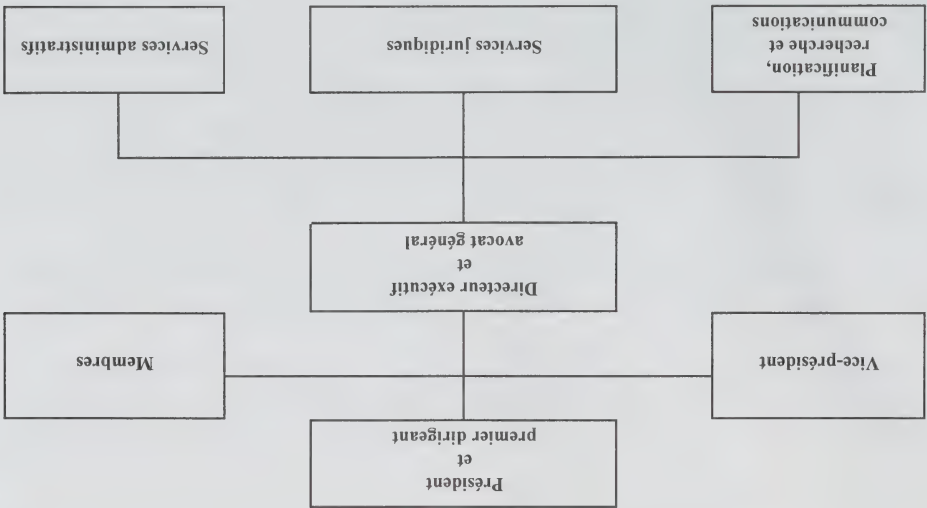 Président
et
premier dirigeant
Vice-président
Membres
Directeur exécutif
et
avocat général
Planification,
recherche et
communications
Services juridiques
Services administratifs